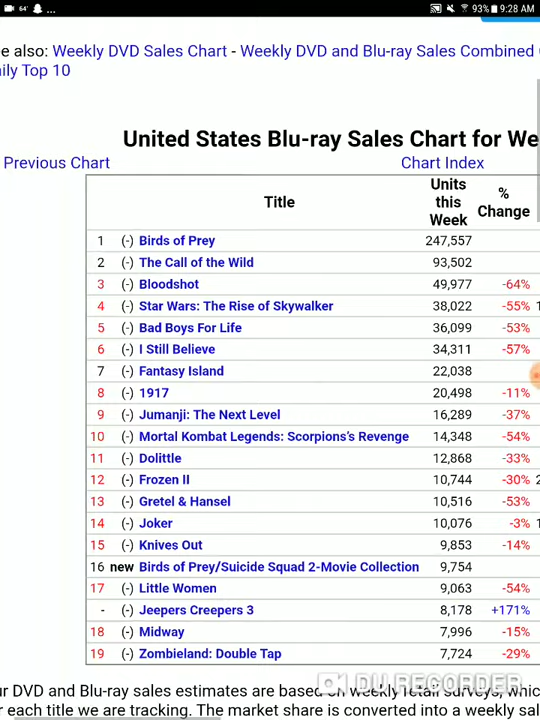 64° ...
93% 9:28 AM
e also: Weekly DVD Sales Chart - Weekly DVD and Blu-ray Sales Combined
ily Top 10
United States Blu-ray Sales Chart for We
Previous Chart Chart Index
Title Units this Week % Change
1 (-) Birds of Prey 247,557
2 (-) The Call of the Wild 93,502
3 (-) Bloodshot 49,977 -64%
4 (-) Star Wars: The Rise of Skywalker 38,022 -55% 1
5 (-) Bad Boys For Life 36,099 -53%
6 (-) I Still Believe 34,311 -57%
7 (-) Fantasy Island 22,038
8 (-) 1917 20,498 -11%
9 (-) Jumanji: The Next Level 16,289 -37%
10 (-) Mortal Kombat Legends: Scorpions’s Revenge 14,348 -54%
11 (-) Dolittle 12,868 -33%
12 (-) Frozen II 10,744 -30% 2
13 (-) Gretel & Hansel 10,516 -53%
14 (-) Joker 10,076 -3% 1
15 (-) Knives Out 9,853 -14%
16 new Birds of Prey/Suicide Squad 2-Movie Collection 9,754
17 (-) Little Women 9,063 -54%
- (-) Jeepers Creepers 3 8,178 +171%
18 (-) Midway 7,996 -15%
19 (-) Zombieland: Double Tap 7,724 -29%
DU RECORDER
ur DVD and Blu-ray sales estimates are based on weekly retail surveys, whic
r each title we are tracking. The market share is converted into a weekly sal